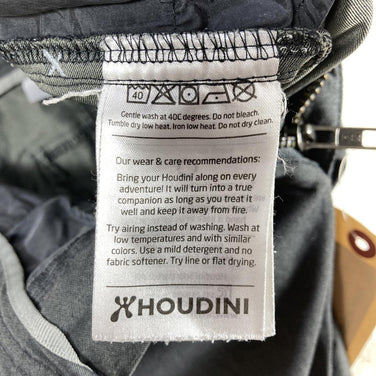 40
Gentle wash at 40C degrees. Do not bleach.
Tumble dry low heat. Iron low heat. Do not dry clean.
Our wear & care recommendations:
Bring your Houdini along on every
adventure! It will turn into a true
companion as long as you treat it
well and keep it away from fire.
Try airing instead of washing. Wash at
low temperatures and with similar
colors. Use a mild detergent and no
fabric softener. Try line or flat drying.
HOUDINI